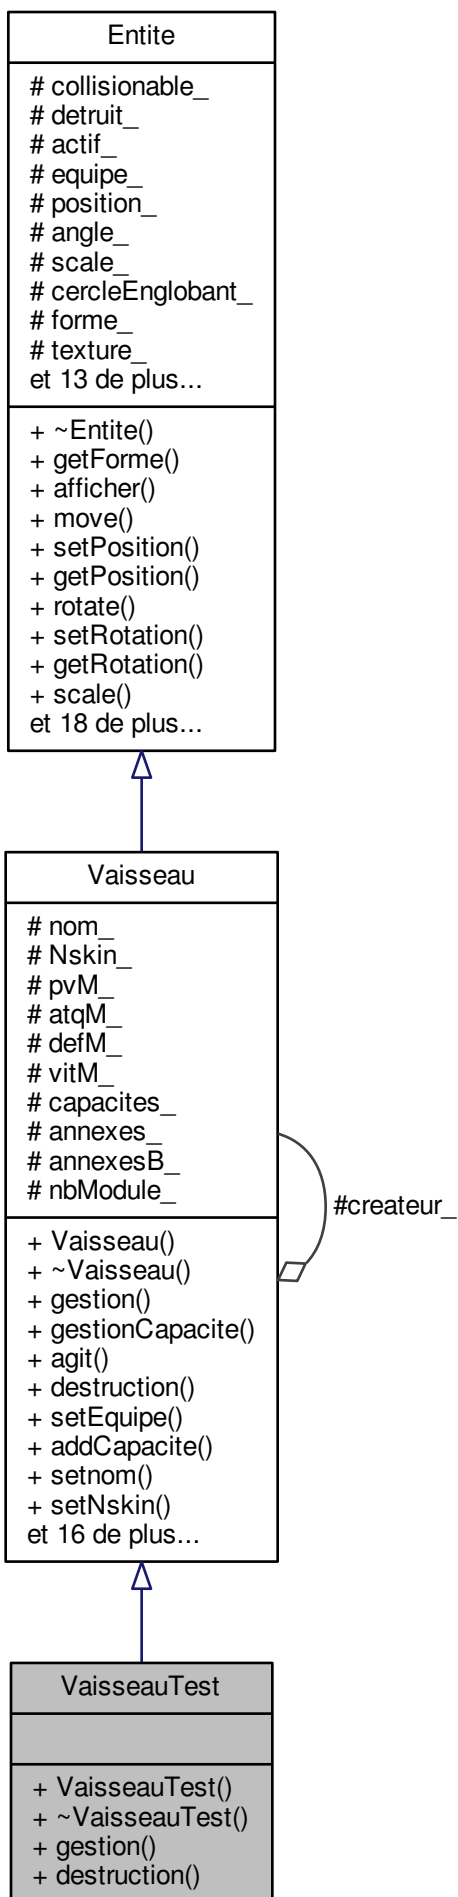 Entite
# collisionable_
# detruit_
# actif_
# equipe_
# position_
# angle_
# scale_
# cercleEnglobant_
# forme_
# texture_
et 13 de plus...
+ ~Entite()
+ getForme()
+ afficher()
+ move()
+ setPosition()
+ getPosition()
+ rotate()
+ setRotation()
+ getRotation()
+ scale()
et 18 de plus...
Vaisseau
# nom_
# Nskin_
# pvM_
# atqM_
# defM_
# vitM_
# capacites_
# annexes_
# annexesB_
# nbModule_
#createur_
+ Vaisseau()
+ ~Vaisseau()
+ gestion()
+ gestionCapacite()
+ agit()
+ destruction()
+ setEquipe()
+ addCapacite()
+ setnom()
+ setNskin()
et 16 de plus...
VaisseauTest
+ VaisseauTest()
+ ~VaisseauTest()
+ gestion()
+ destruction()